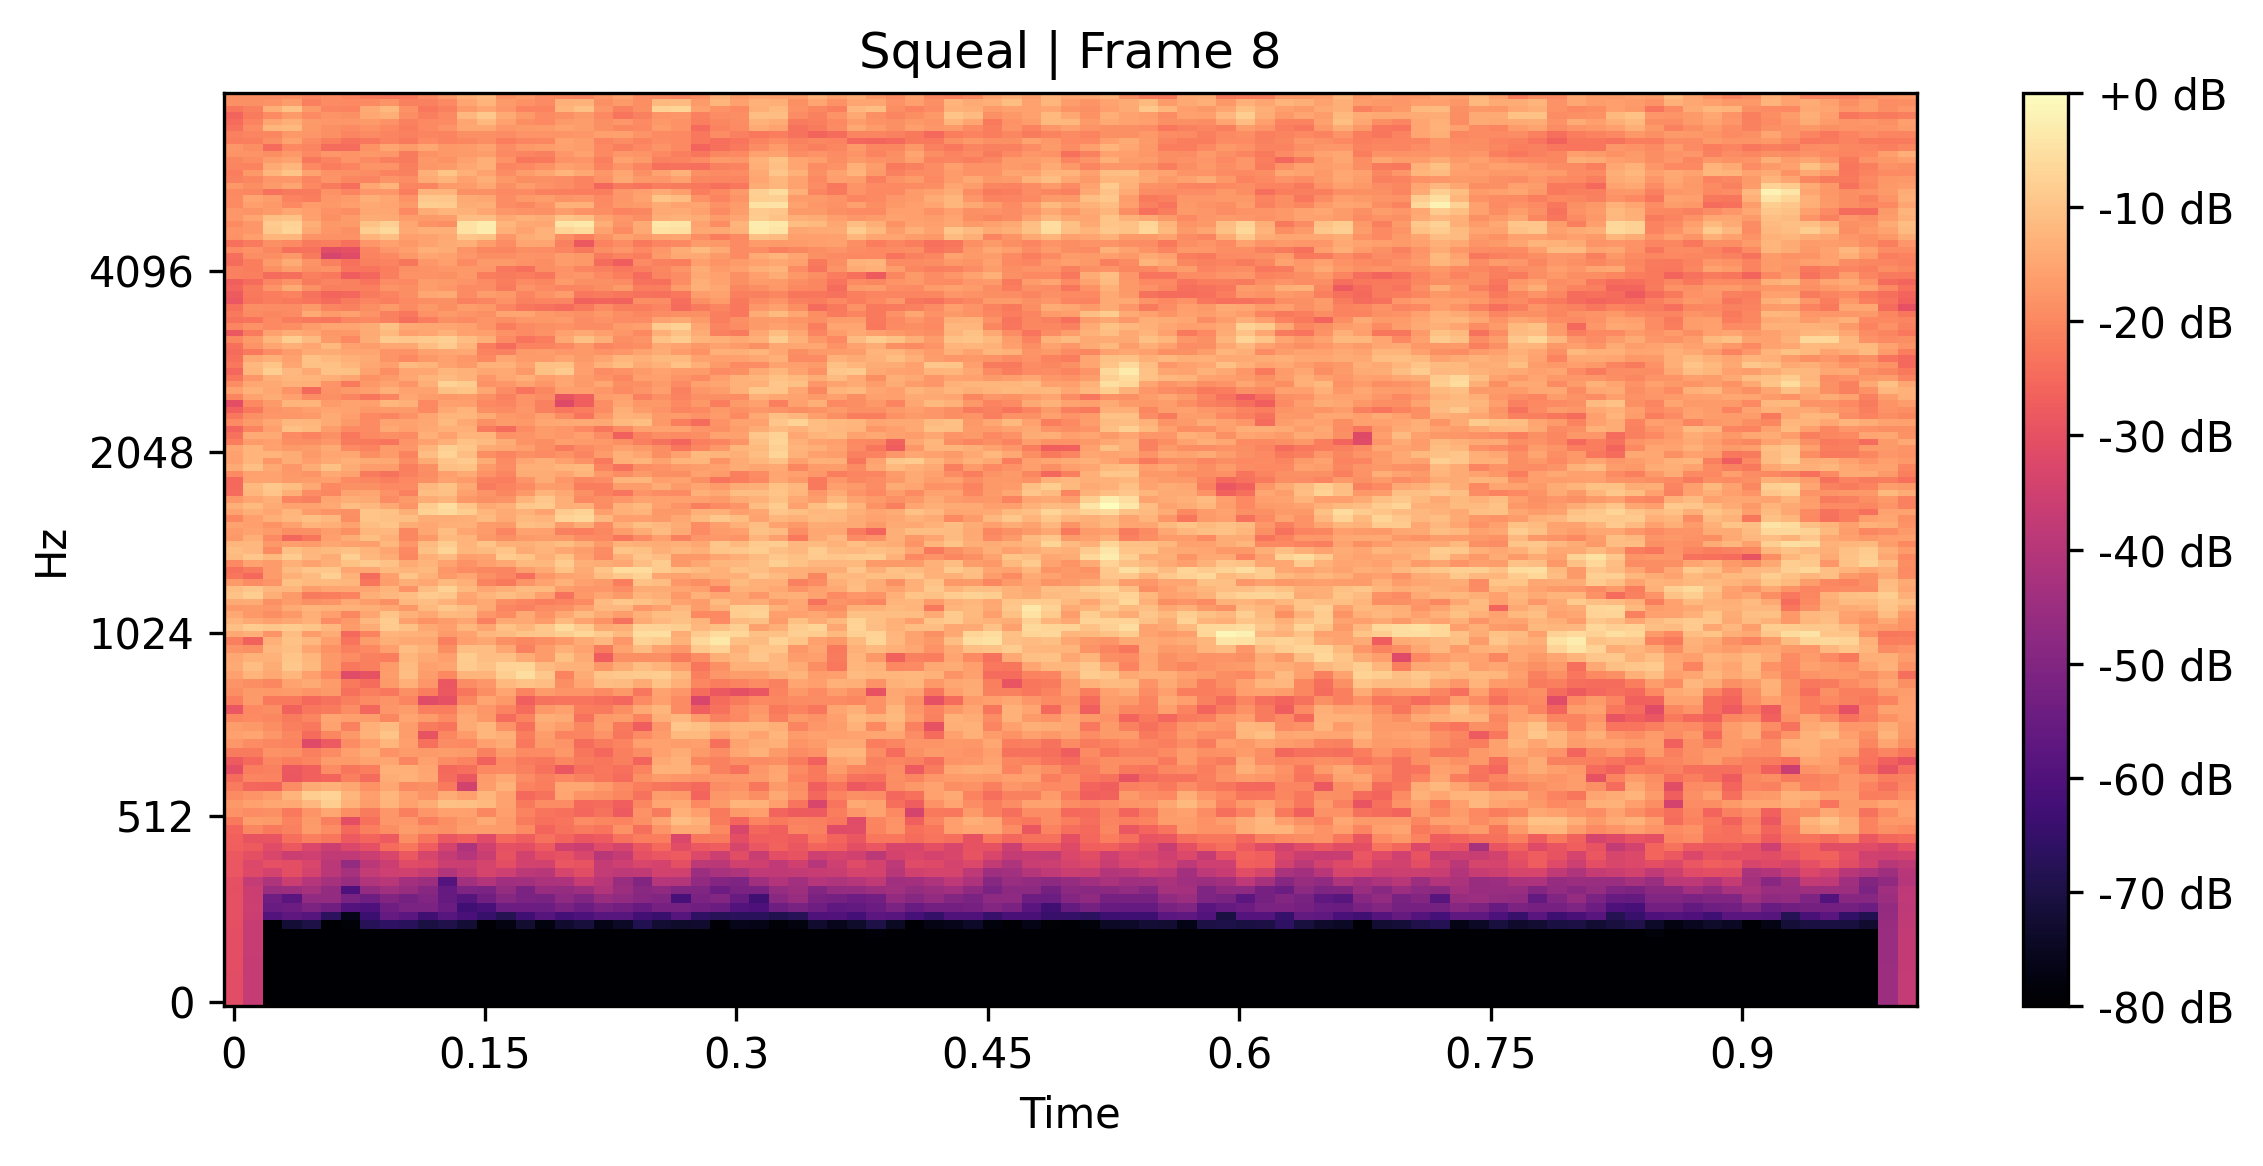 Squeal | Frame 8
+0 dB
-10 dB
-20 dB
-30 dB
-40 dB
-50 dB
-60 dB
-70 dB
-80 dB
Hz
4096
2048
1024
512
0
0 0.15 0.3 0.45 0.6 0.75 0.9
Time